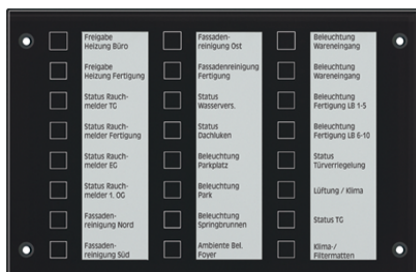 Freigabe
Heizung Büro
Freigabe
Heizung Fertigung
Status Rauch-
melder TG
Status Rauch-
melder Fertigung
Status Rauch-
melder EG
Status Rauch-
melder 1. OG
Fassaden-
reinigung Nord
Fassaden-
reinigung Süd
Fassaden-
reinigung Ost
Fassadenreinigung
Fertigung
Status
Wasservers.
Status
Dachluken
Beleuchtung
Parkplatz
Beleuchtung
Park
Beleuchtung
Springbrunnen
Ambiente Bel.
Foyer
Beleuchtung
Wareneingang
Beleuchtung
Wareneingang
Beleuchtung
Fertigung LB 1-5
Beleuchtung
Fertigung LB 6-10
Status
Türverriegelung
Lüftung / Klima
Status TG
Klima-/
Filtermatten